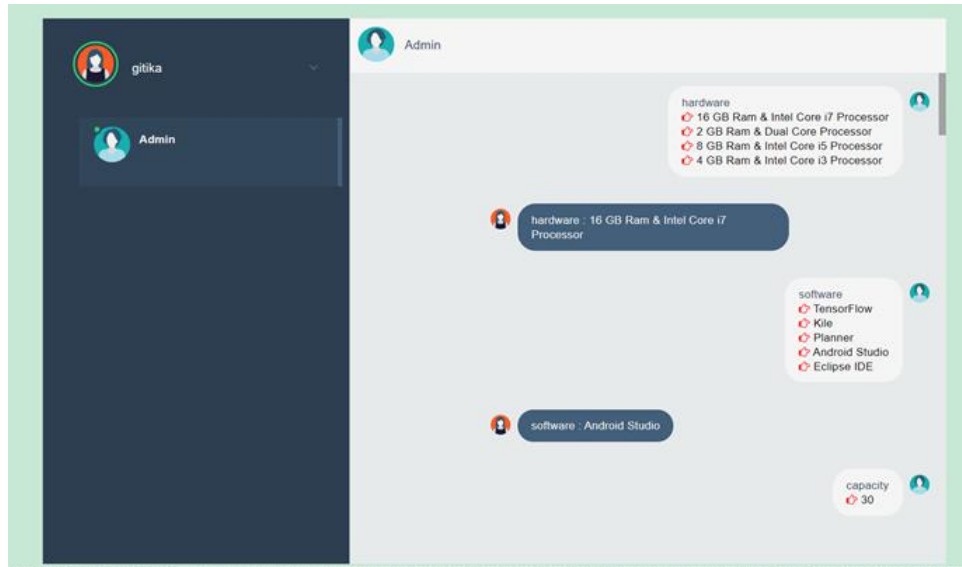 gitika
Admin
Admin
hardware
16 GB Ram & Intel Core i7 Processor
2 GB Ram & Dual Core Processor
8 GB Ram & Intel Core i5 Processor
4 GB Ram & Intel Core i3 Processor
hardware : 16 GB Ram & Intel Core i7
Processor
software
TensorFlow
Kile
Planner
Android Studio
Eclipse IDE
software : Android Studio
capacity
30